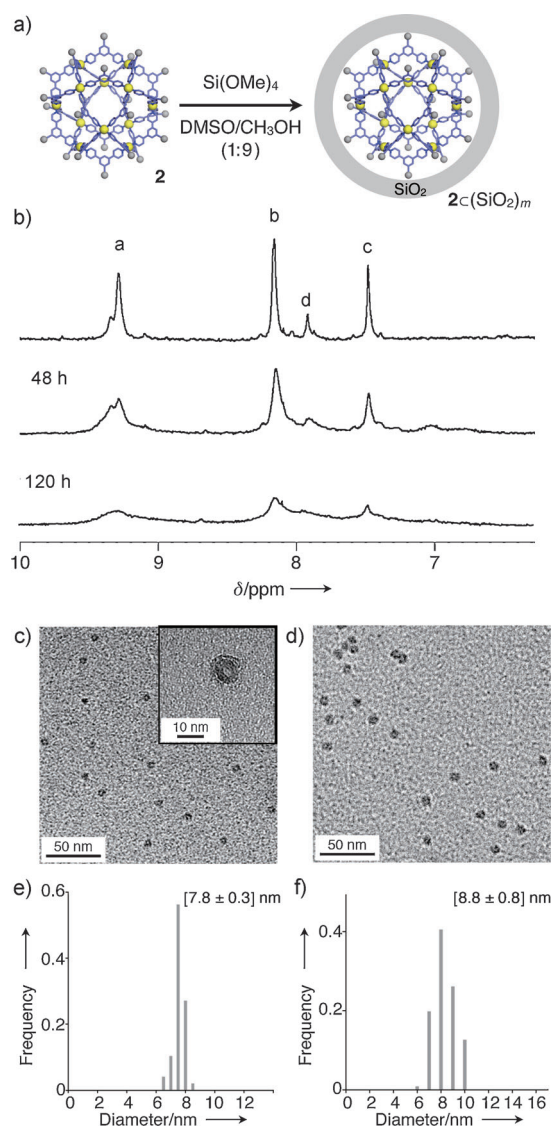 a)
Si(OMe)₄
DMSO/CH₃OH
(1:9)
2
SiO₂
2⊂(SiO₂)ₘ
b)
a
b
c
d
48 h
120 h
10 9 8 7
δ/ppm
c)
d)
10 nm
50 nm
50 nm
e)
f)
[7.8 ± 0.3] nm
0.6
0.4
0.2
0
Frequency
0 2 4 6 8 10 12
Diameter/nm
[8.8 ± 0.8] nm
0.4
0.2
0
Frequency
0 2 4 6 8 10 12 14 16
Diameter/nm